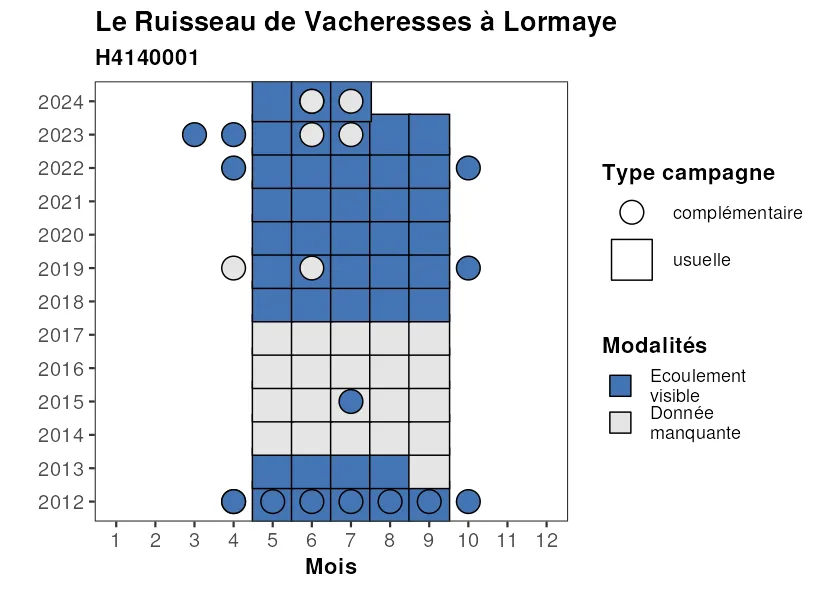 Le Ruisseau de Vacheresses à Lormaye
H4140001
2024
2023
2022
2021
2020
2019
2018
2017
2016
2015
2014
2013
2012
1 2 3 4 5 6 7 8 9 10 11 12
Mois
Type campagne
complémentaire
usuelle
Modalités
Ecoulement
visible
Donnée
manquante